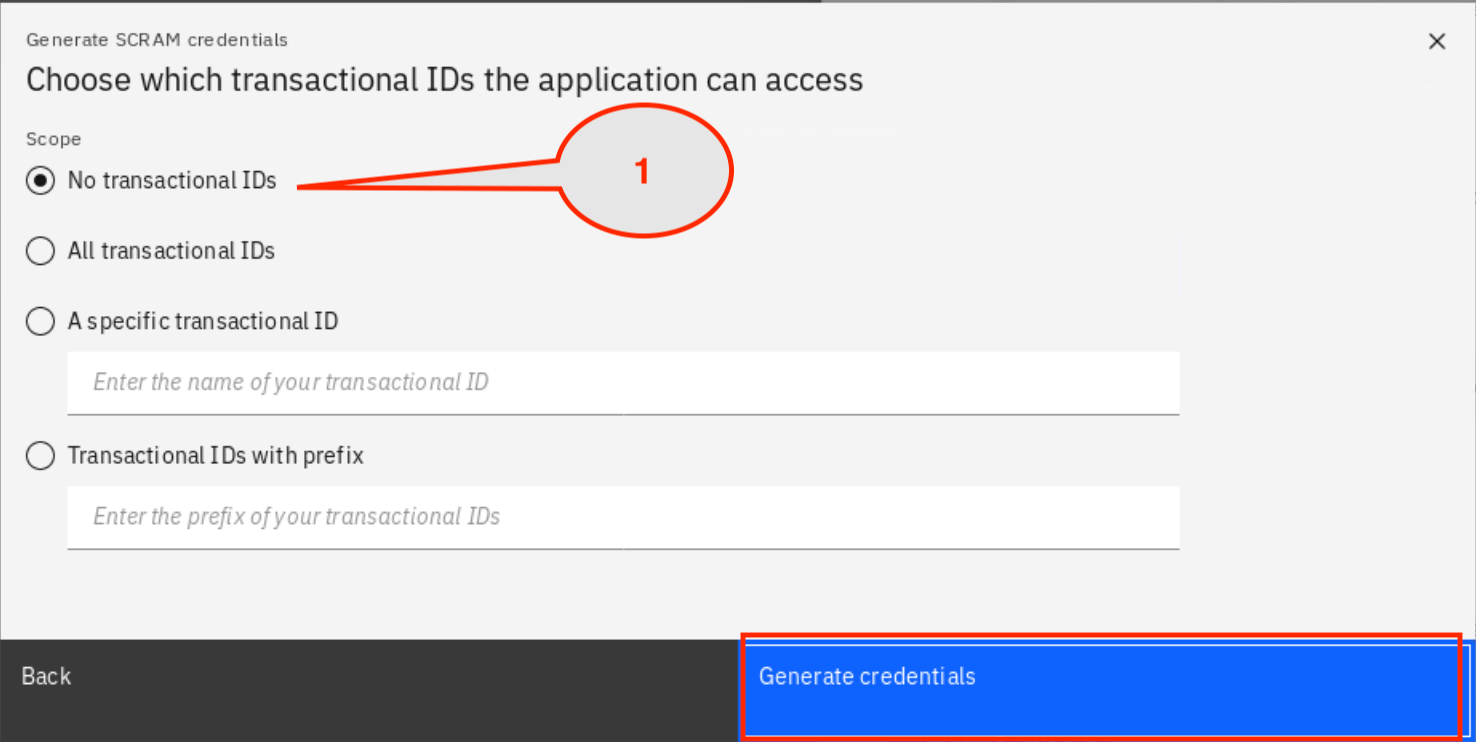 Generate SCRAM credentials
Choose which transactional IDs the application can access
Scope
No transactional IDs
1
All transactional IDs
A specific transactional ID
Enter the name of your transactional ID
Transactional IDs with prefix
Enter the prefix of your transactional IDs
Back
Generate credentials